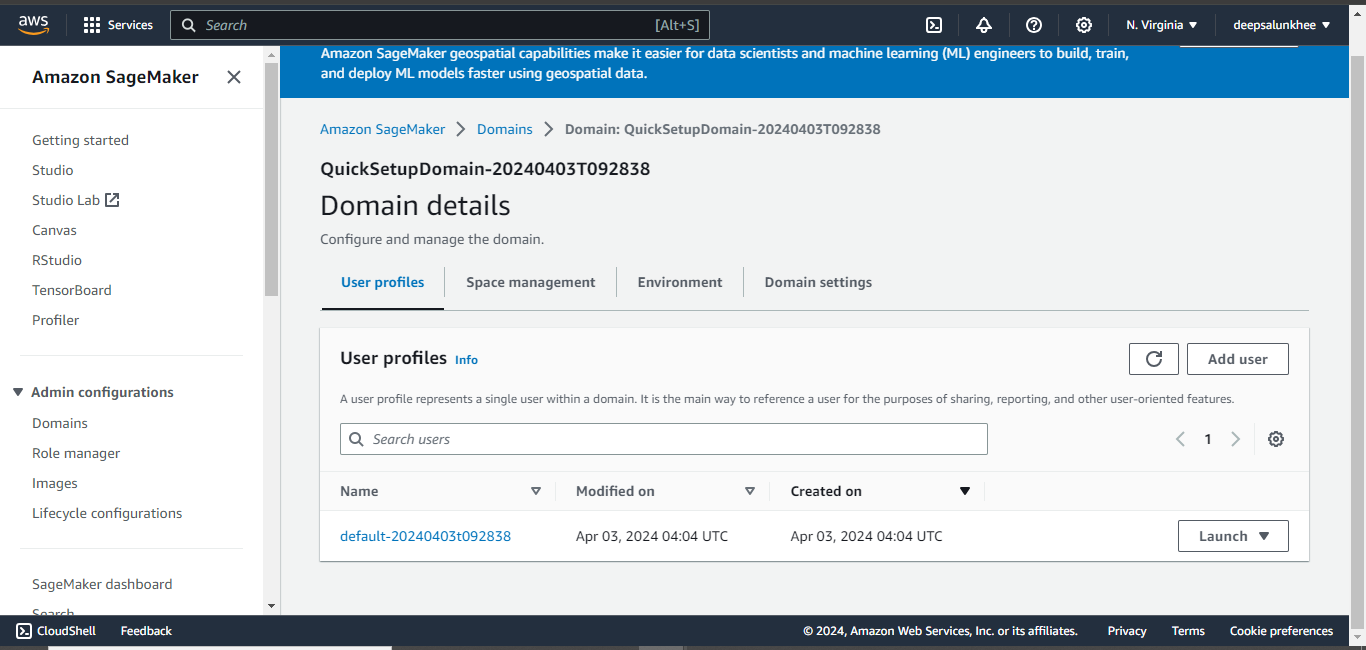 aws
Services
Search
[Alt+S]
N. Virginia
deepsalunkhee
Amazon SageMaker
Getting started
Studio
Studio Lab
Canvas
RStudio
TensorBoard
Profiler
Admin configurations
Domains
Role manager
Images
Lifecycle configurations
SageMaker dashboard
Search
Amazon SageMaker geospatial capabilities make it easier for data scientists and machine learning (ML) engineers to build, train,
and deploy ML models faster using geospatial data.
Amazon SageMaker > Domains > Domain: QuickSetupDomain-20240403T092838
QuickSetupDomain-20240403T092838
Domain details
Configure and manage the domain.
User profiles
Space management
Environment
Domain settings
User profiles Info
Add user
A user profile represents a single user within a domain. It is the main way to reference a user for the purposes of sharing, reporting, and other user-oriented features.
Search users
1
Name
Modified on
Created on
default-20240403t092838
Apr 03, 2024 04:04 UTC
Apr 03, 2024 04:04 UTC
Launch
CloudShell
Feedback
© 2024, Amazon Web Services, Inc. or its affiliates.
Privacy
Terms
Cookie preferences